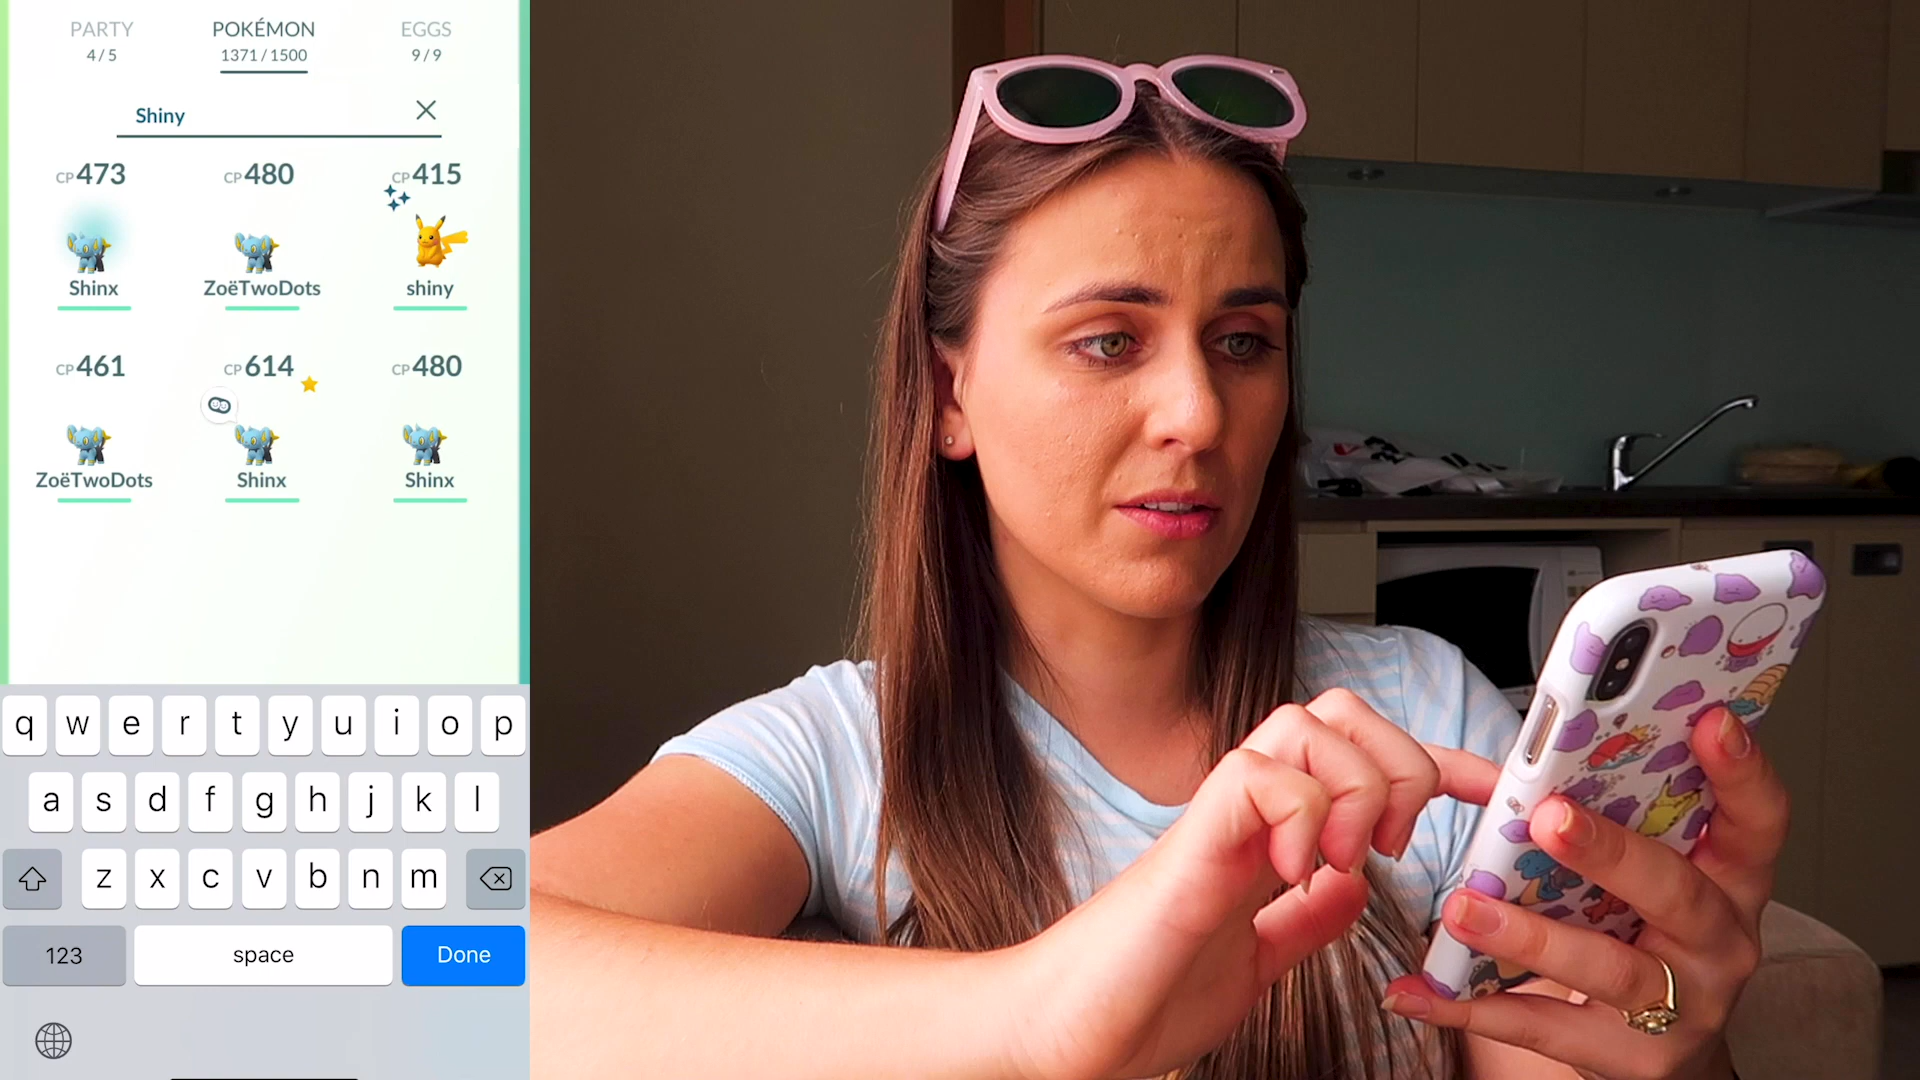 PARTY POKÉMON EGGS
4 / 5 1371 / 1500 9 / 9
Shiny
CP473 CP480 CP415
Shinx ZoëTwoDots shiny
CP461 CP614 CP480
ZoëTwoDots Shinx Shinx
q w e r t y u i o p
a s d f g h j k l
z x c v b n m
123 space Done